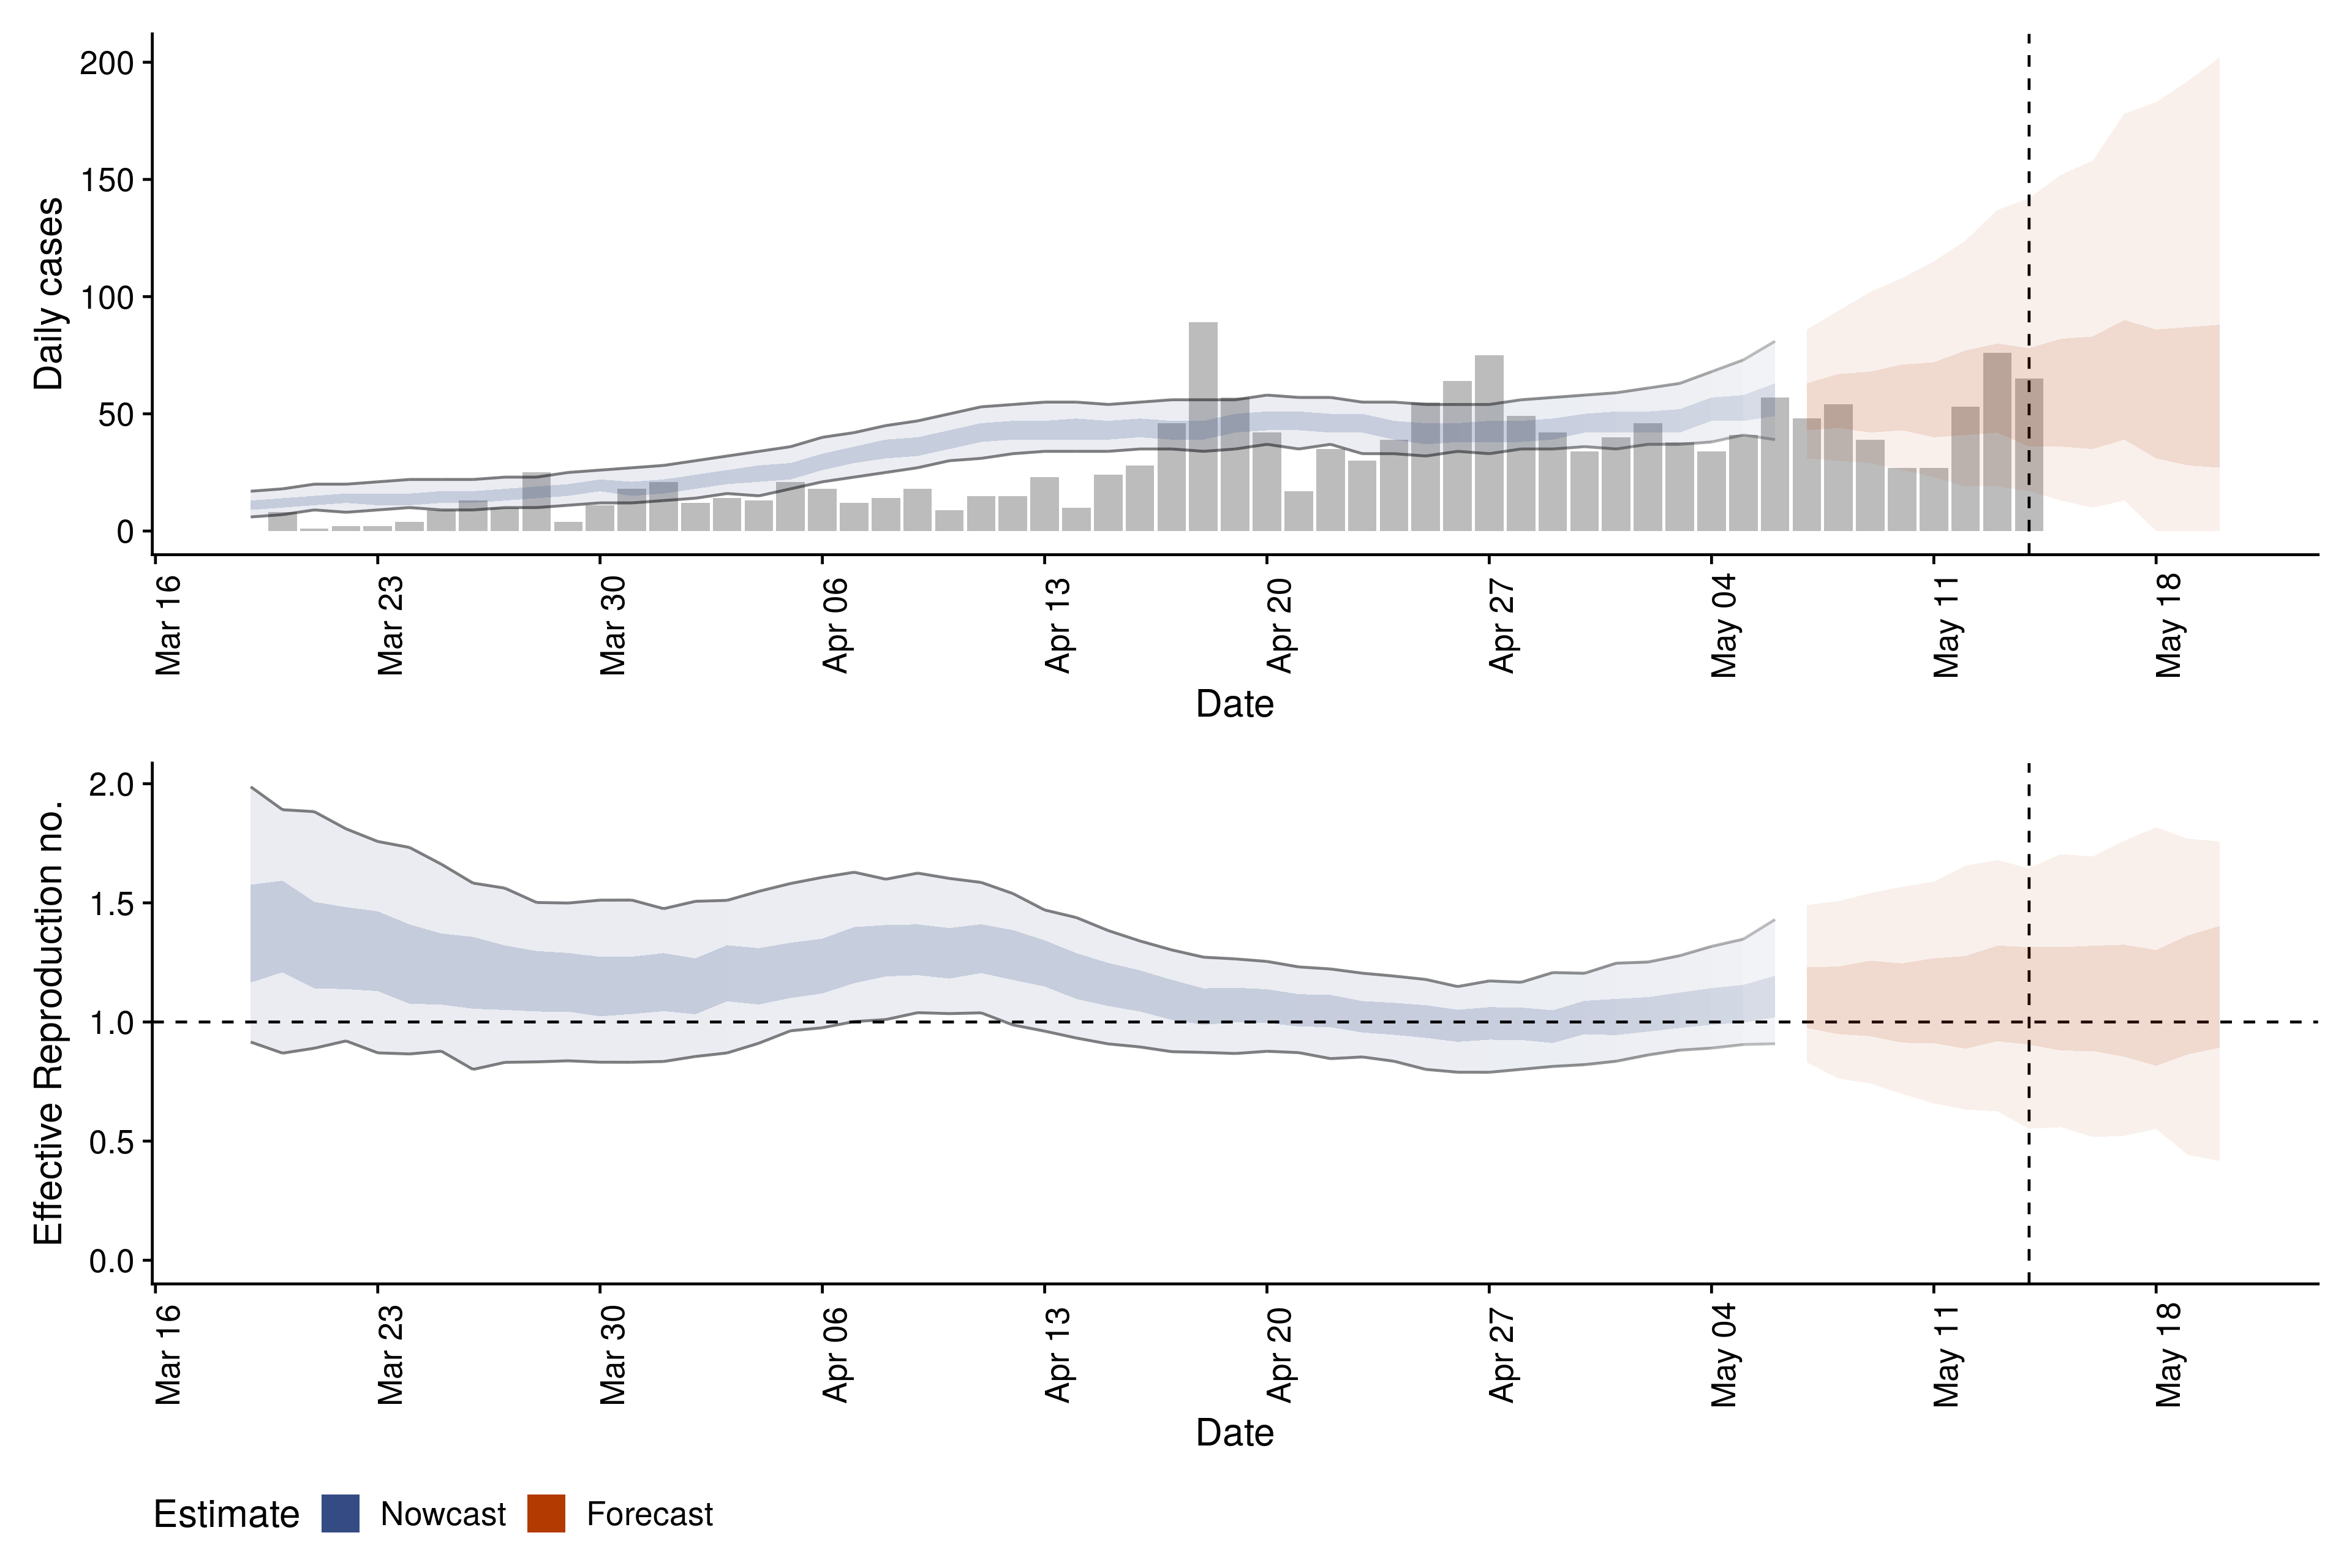 Daily cases
200
150
100
50
0
Mar 16
Mar 23
Mar 30
Apr 06
Apr 13
Apr 20
Apr 27
May 04
May 11
May 18
Date
Effective Reproduction no.
2.0
1.5
1.0
0.5
0.0
Mar 16
Mar 23
Mar 30
Apr 06
Apr 13
Apr 20
Apr 27
May 04
May 11
May 18
Date
Estimate Nowcast Forecast